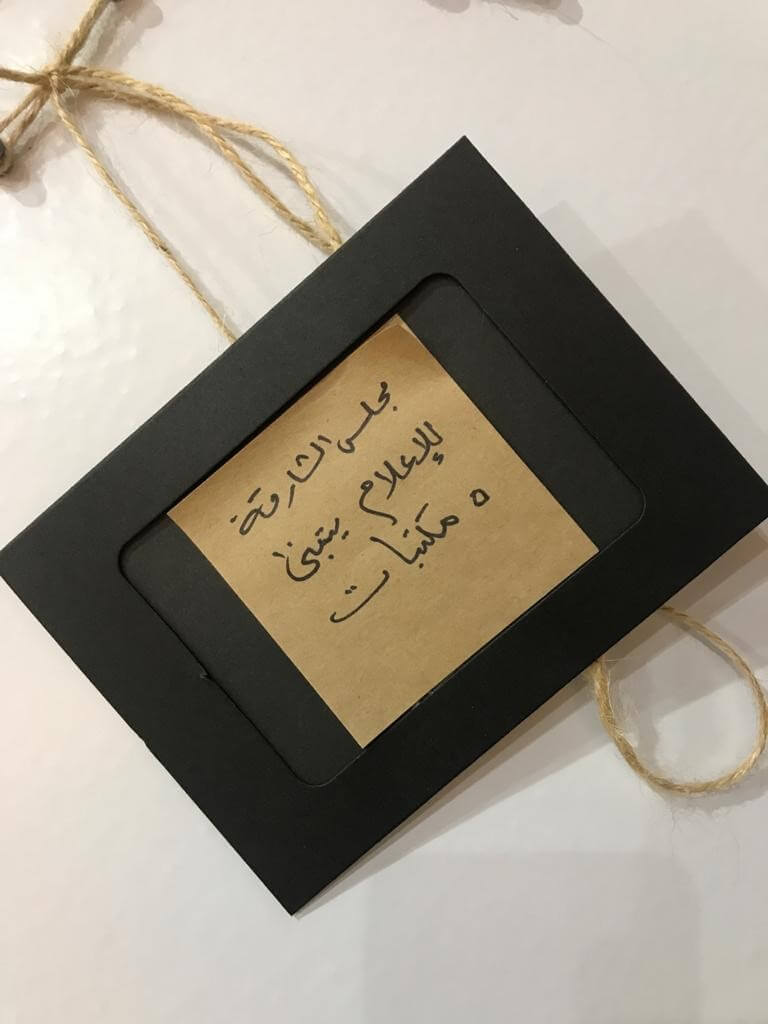 مجلس الشارقة
للإعلام يتبنى
٥ مكتبات